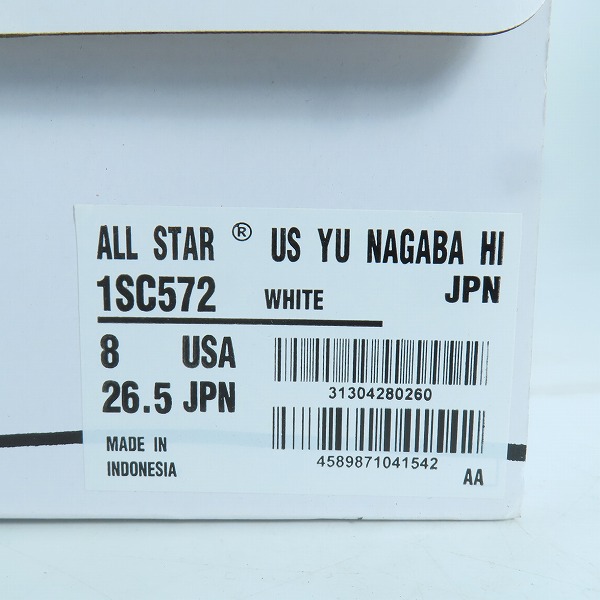 ALL STAR ® US YU NAGABA HI
1SC572 WHITE JPN
8 USA
26.5 JPN
31304280260
MADE IN
INDONESIA
4589871041542
AA